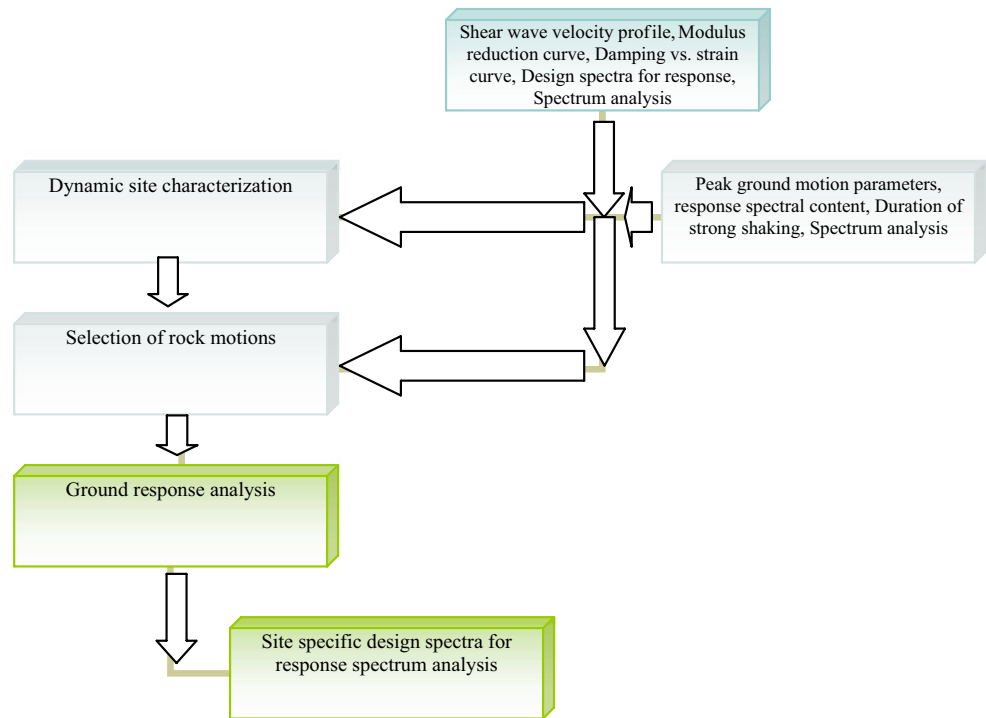 Shear wave velocity profile, Modulus
reduction curve, Damping vs. strain
curve, Design spectra for response,
Spectrum analysis
Dynamic site characterization
Peak ground motion parameters,
response spectral content, Duration of
strong shaking, Spectrum analysis
Selection of rock motions
Ground response analysis
Site specific design spectra for
response spectrum analysis